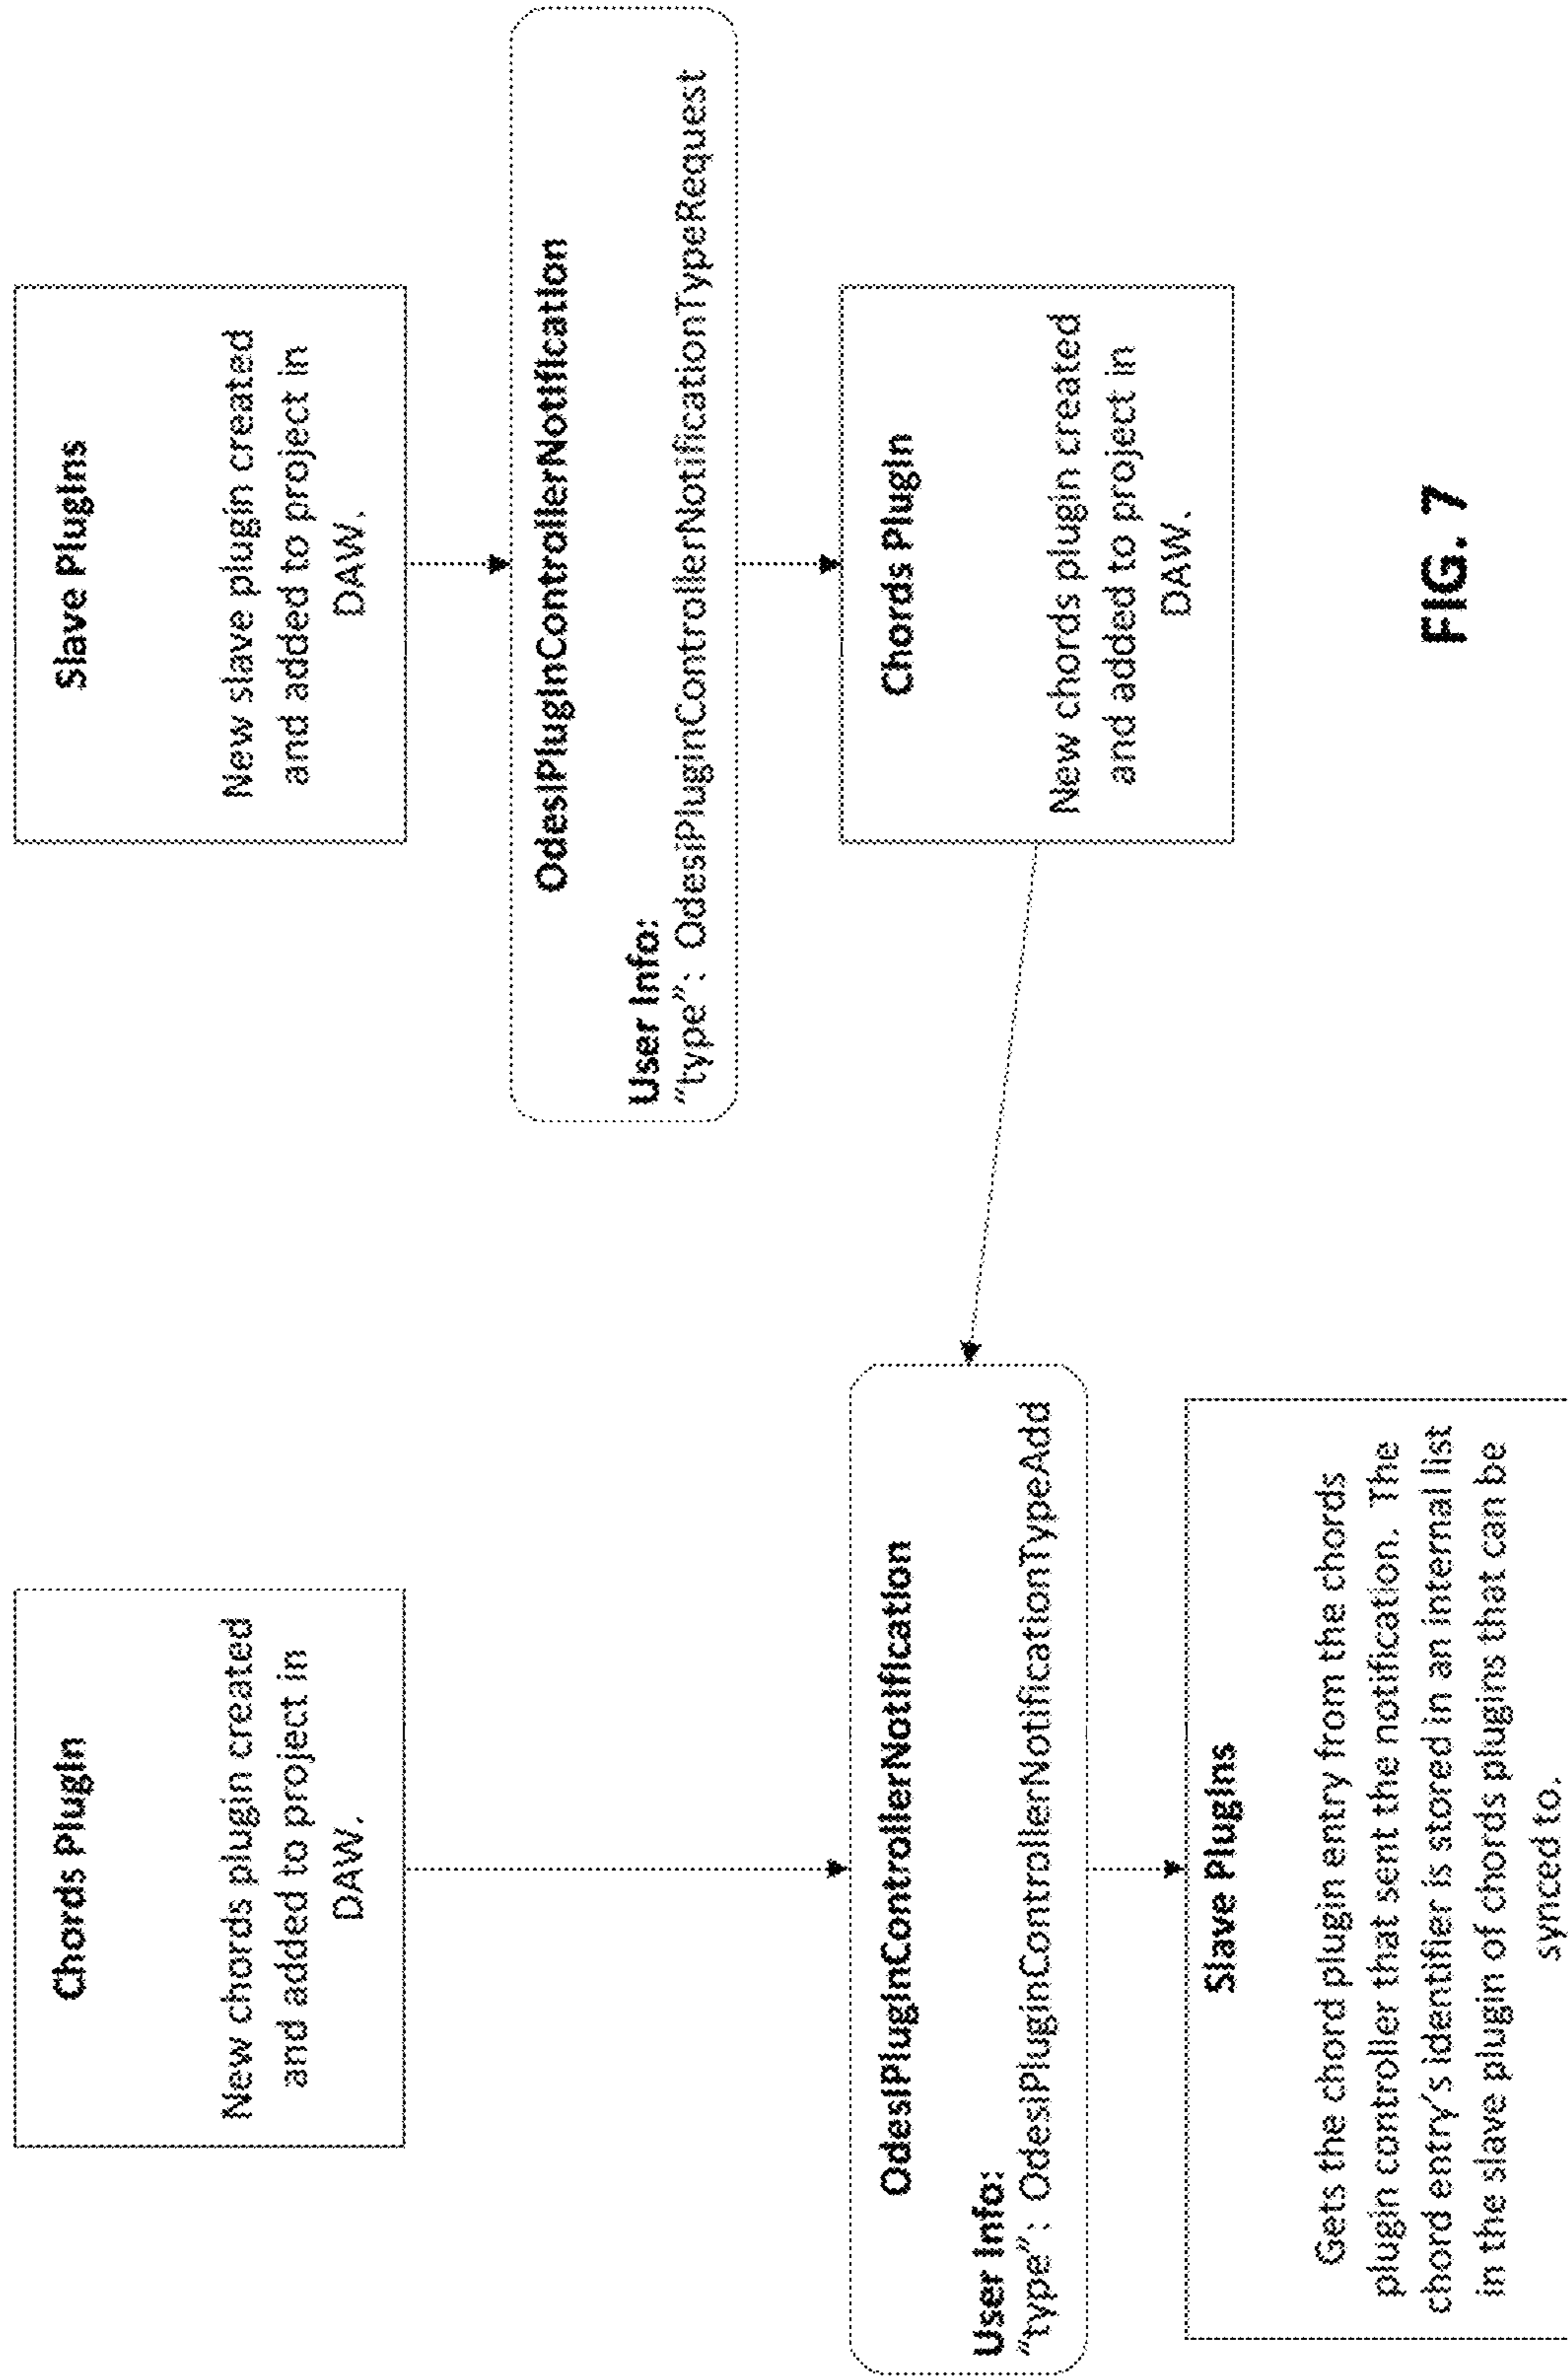 Chords Plugin
New chords plugin created
and added to project in
DAW.
OdesiPluginControllerNotification
User Info:
"type": OdesiPluginControllerNotificationTypeAdd
Slave Plugins
Gets the chord plugin entry from the chords
plugin controller that sent the notification. The
chord entry's identifier is stored in an internal list
in the slave plugin of chords plugins that can be
synced to.
Slave Plugins
New slave plugin created
and added to project in
DAW.
OdesiPluginControllerNotification
User Info:
"type": OdesiPluginControllerNotificationTypeRequest
Chords Plugin
New chords plugin created
and added to project in
DAW.
FIG. 7